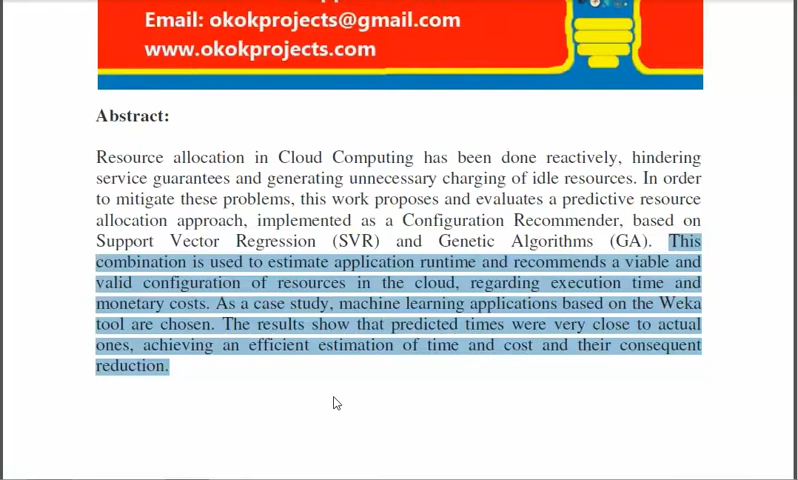 Email: okokprojects@gmail.com
www.okokprojects.com
Abstract:
Resource allocation in Cloud Computing has been done reactively, hindering
service guarantees and generating unnecessary charging of idle resources. In order
to mitigate these problems, this work proposes and evaluates a predictive resource
allocation approach, implemented as a Configuration Recommender, based on
Support Vector Regression (SVR) and Genetic Algorithms (GA). This
combination is used to estimate application runtime and recommends a viable and
valid configuration of resources in the cloud, regarding execution time and
monetary costs. As a case study, machine learning applications based on the Weka
tool are chosen. The results show that predicted times were very close to actual
ones, achieving an efficient estimation of time and cost and their consequent
reduction.